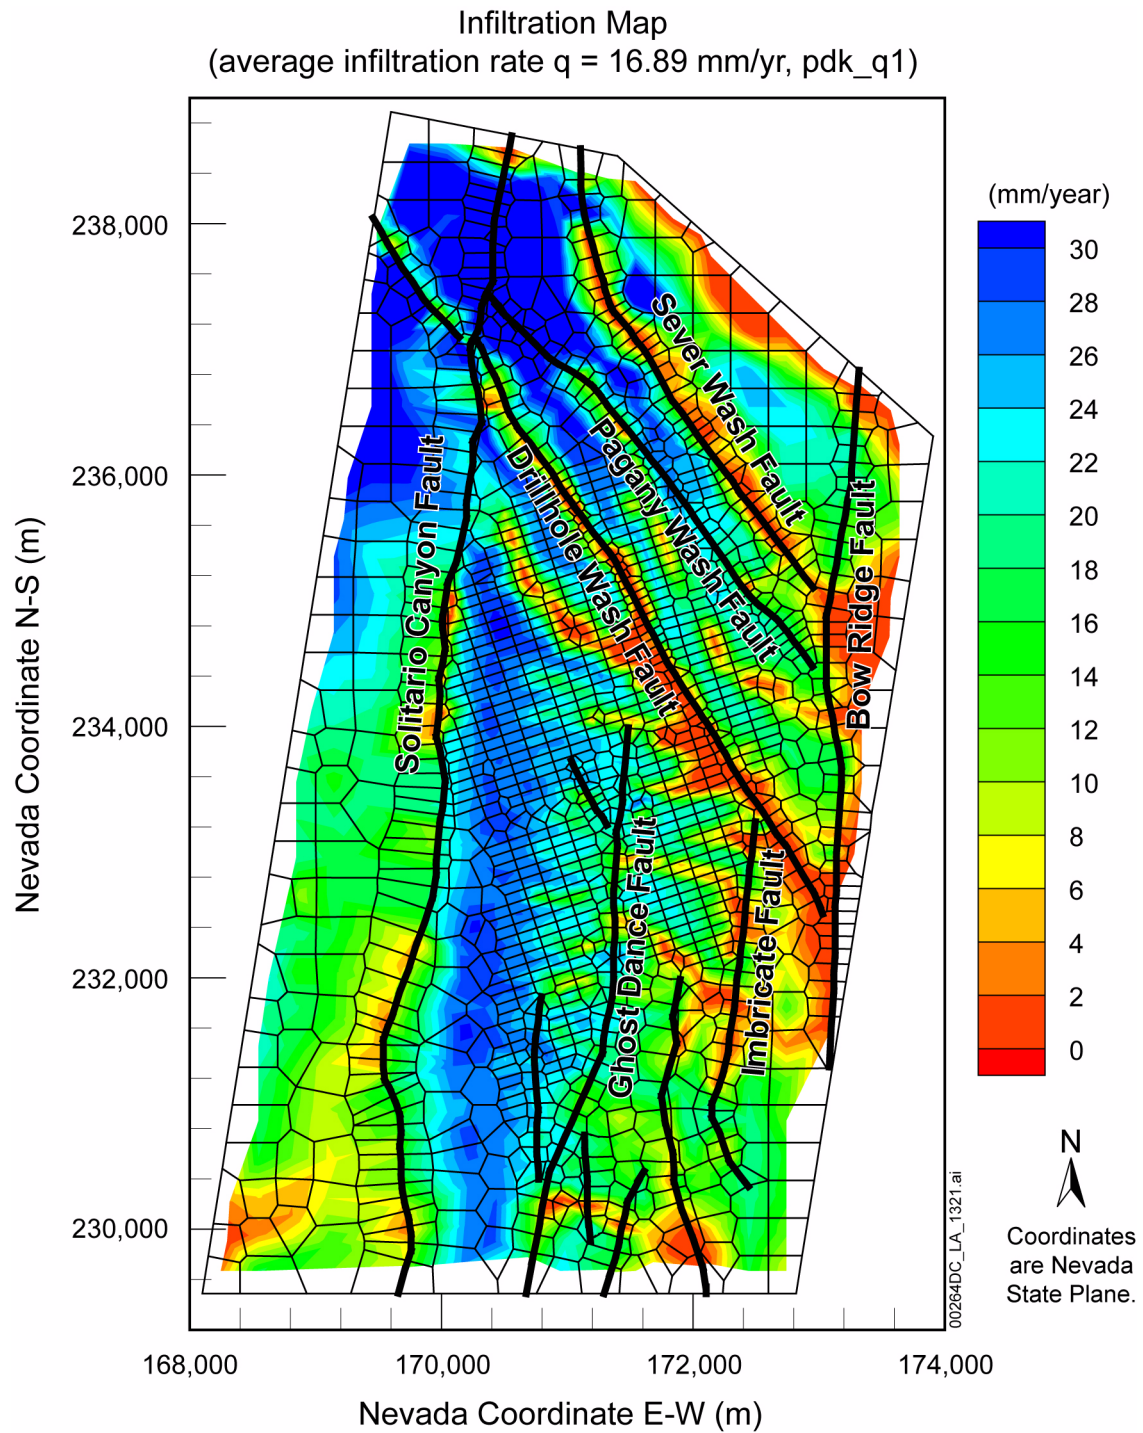 Infiltration Map
(average infiltration rate q = 16.89 mm/yr, pdk_q1)
(mm/year)
30
28
26
24
22
20
18
16
14
12
10
8
6
4
2
0
238,000
236,000
234,000
232,000
230,000
Nevada Coordinate N-S (m)
Sever Wash Fault
Pagany Wash Fault
Drillhole Wash Fault
Solitario Canyon Fault
Bow Ridge Fault
Ghost Dance Fault
Imbricate Fault
N
Coordinates
are Nevada
State Plane.
00264DC_LA_1321.ai
168,000
170,000
172,000
174,000
Nevada Coordinate E-W (m)